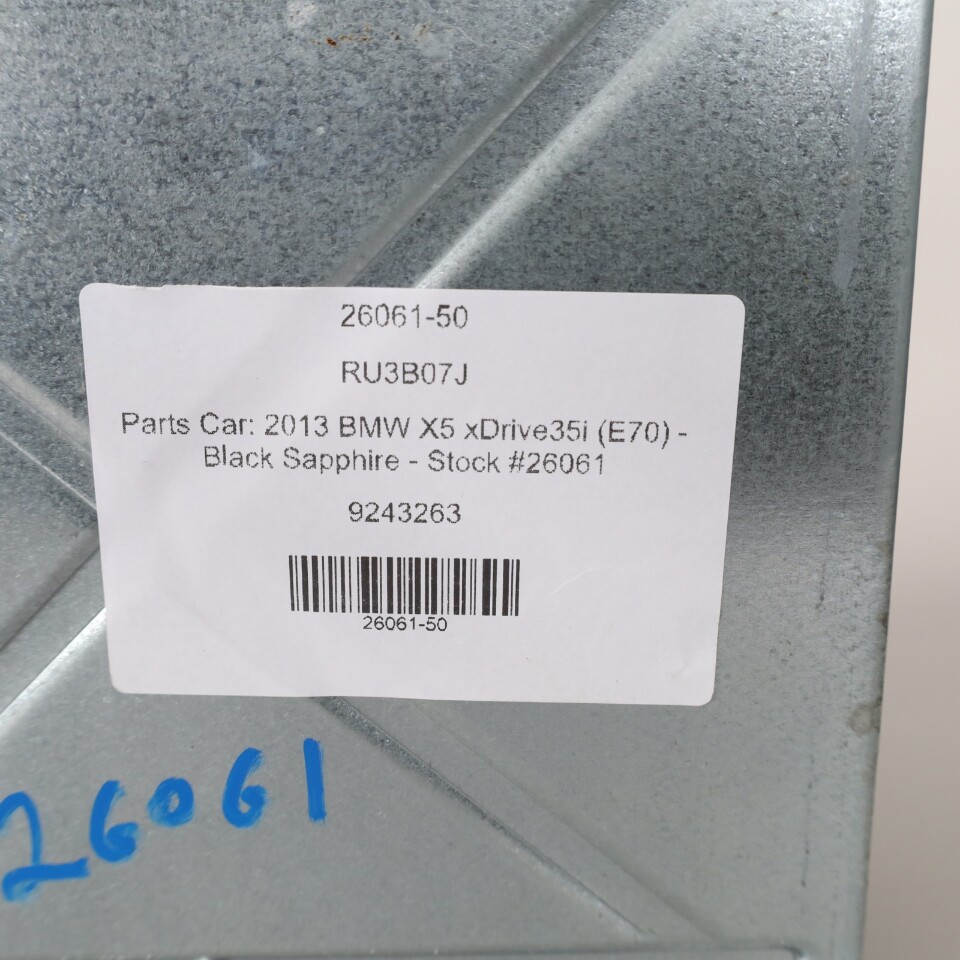 26061-50
RU3B07J
Parts Car: 2013 BMW X5 xDrive35i (E70) -
Black Sapphire - Stock #26061
9243263
26061-50
26061